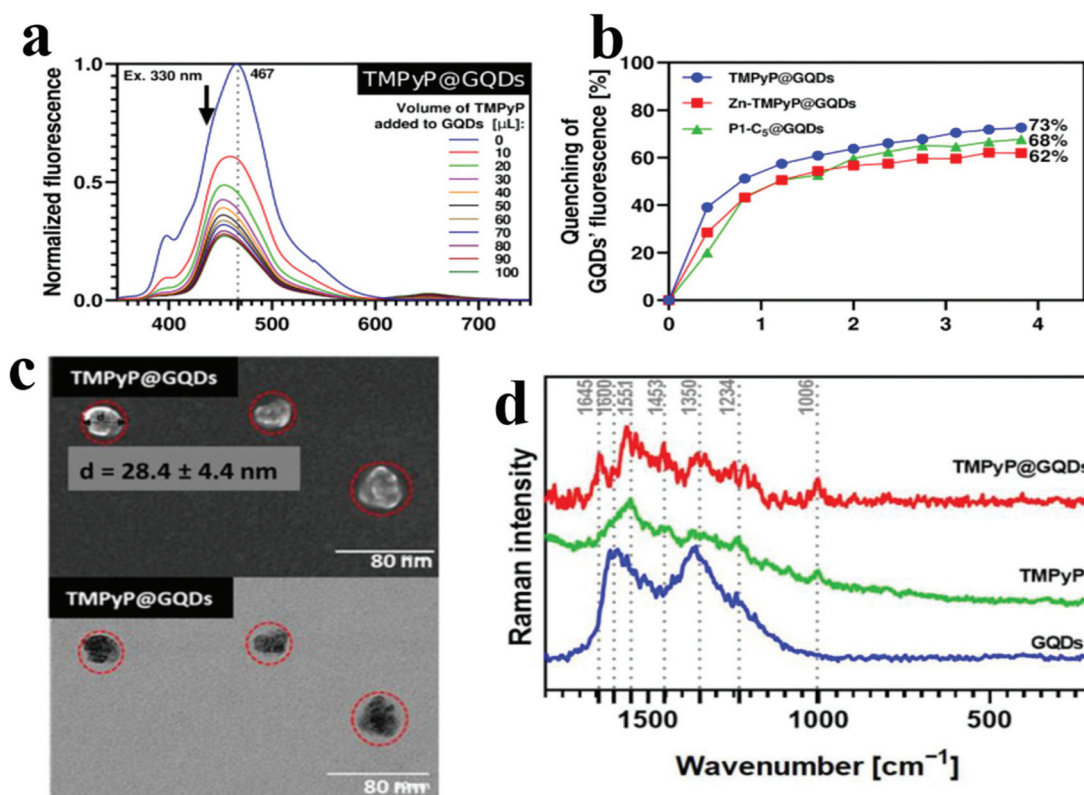 a
Ex. 330 nm
467
TMPyP@GQDs
Volume of TMPyP
added to GQDs [μL]:
0
10
20
30
40
50
60
70
80
90
100
Normalized fluorescence
1.0
0.5
0.0
400
500
600
700
b
TMPyP@GQDs
Zn-TMPyP@GQDs
P1-C₅@GQDs
73%
68%
62%
Quenching of
GQDs' fluorescence [%]
100
80
60
40
20
0
0
1
2
3
4
c
TMPyP@GQDs
d
d = 28.4 ± 4.4 nm
80 nm
TMPyP@GQDs
80
d
1645
1600
1551
1453
1350
1234
1006
TMPyP@GQDs
TMPyP
GQDs
Raman intensity
1500
1000
500
Wavenumber [cm⁻¹]